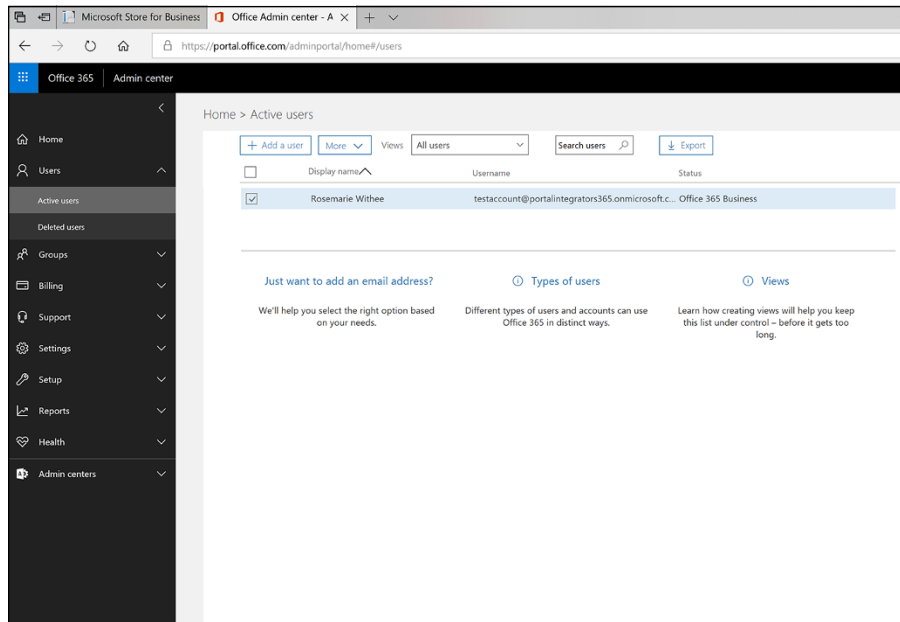 Microsoft Store for Business
Office Admin center - A
https://portal.office.com/adminportal/home#/users
Office 365 Admin center
Home > Active users
Home
Users
Active users
Deleted users
Groups
Billing
Support
Settings
Setup
Reports
Health
Admin centers
+ Add a user More Views All users Search users Export
Display name Username Status
Rosemarie Withee testaccount@portalintegrators365.onmicrosoft.c... Office 365 Business
Just want to add an email address?
We'll help you select the right option based
on your needs.
Types of users
Different types of users and accounts can use
Office 365 in distinct ways.
Views
Learn how creating views will help you keep
this list under control – before it gets too
long.